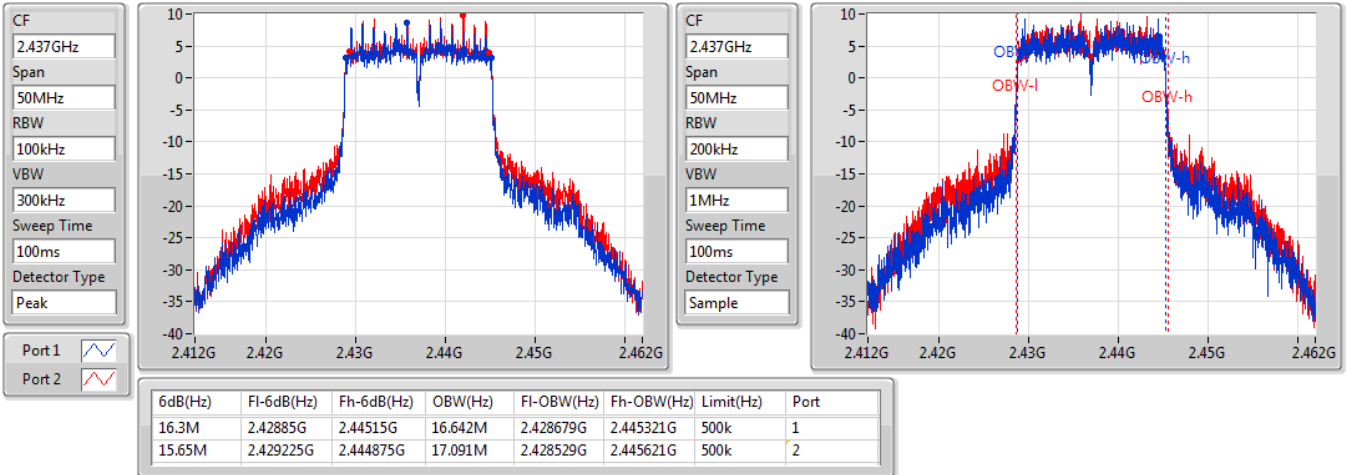 CF
2.437GHz
Span
50MHz
RBW
100kHz
VBW
300kHz
Sweep Time
100ms
Detector Type
Peak
Port 1
Port 2
10
5
0
-5
-10
-15
-20
-25
-30
-35
-40
2.412G 2.42G 2.43G 2.44G 2.45G 2.462G
CF
2.437GHz
Span
50MHz
RBW
200kHz
VBW
1MHz
Sweep Time
100ms
Detector Type
Sample
10
5
0
-5
-10
-15
-20
-25
-30
-35
-40
OBW-h
OBW-l
OBW-h
2.412G 2.42G 2.43G 2.44G 2.45G 2.462G
6dB(Hz) Fl-6dB(Hz) Fh-6dB(Hz) OBW(Hz) Fl-OBW(Hz) Fh-OBW(Hz) Limit(Hz) Port
16.3M 2.42885G 2.44515G 16.642M 2.428679G 2.445321G 500k 1
15.65M 2.429225G 2.444875G 17.091M 2.428529G 2.445621G 500k 2